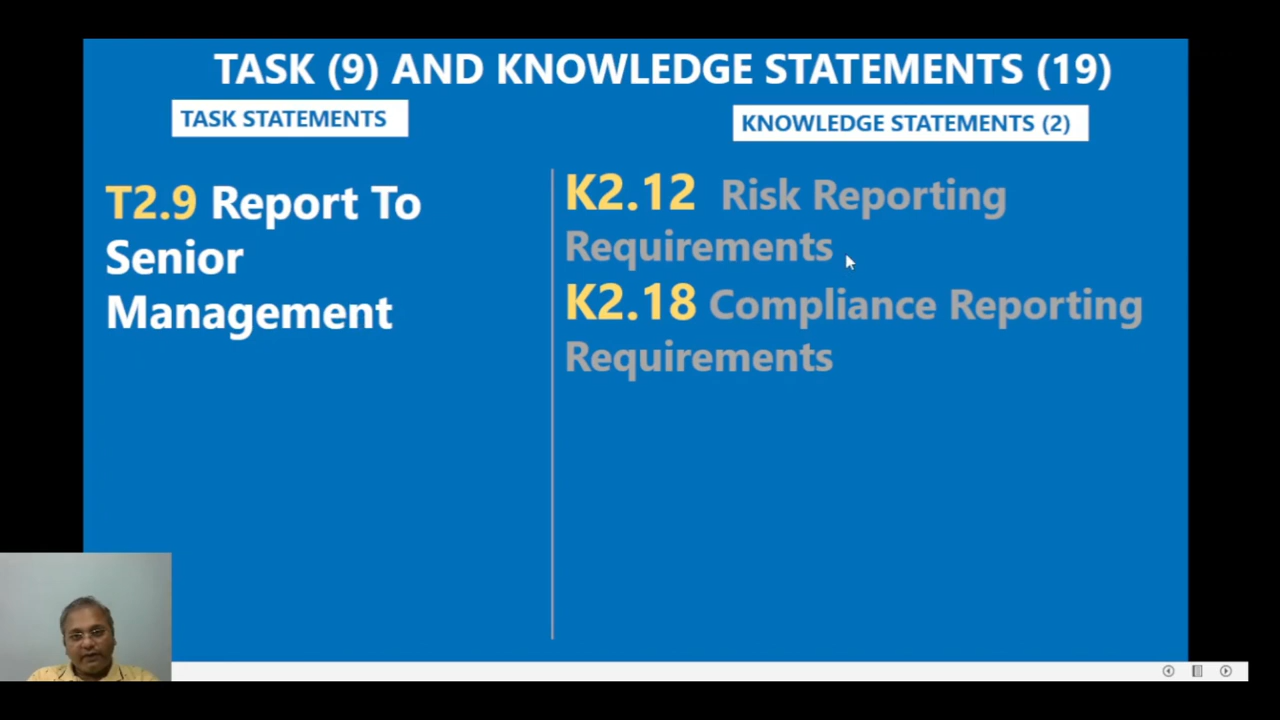 TASK (9) AND KNOWLEDGE STATEMENTS (19)
TASK STATEMENTS
KNOWLEDGE STATEMENTS (2)
T2.9 Report To
Senior
Management
K2.12 Risk Reporting
Requirements
K2.18 Compliance Reporting
Requirements